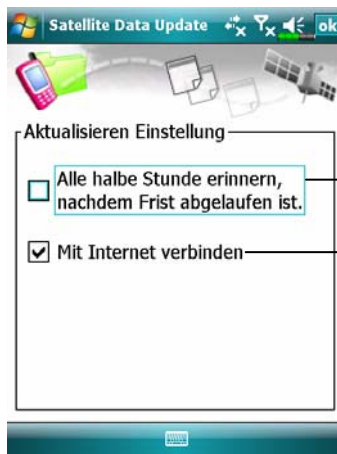 Satellite Data Update
ok
Aktualisieren Einstellung
Alle halbe Stunde erinnern,
nachdem Frist abgelaufen ist.
Mit Internet verbinden